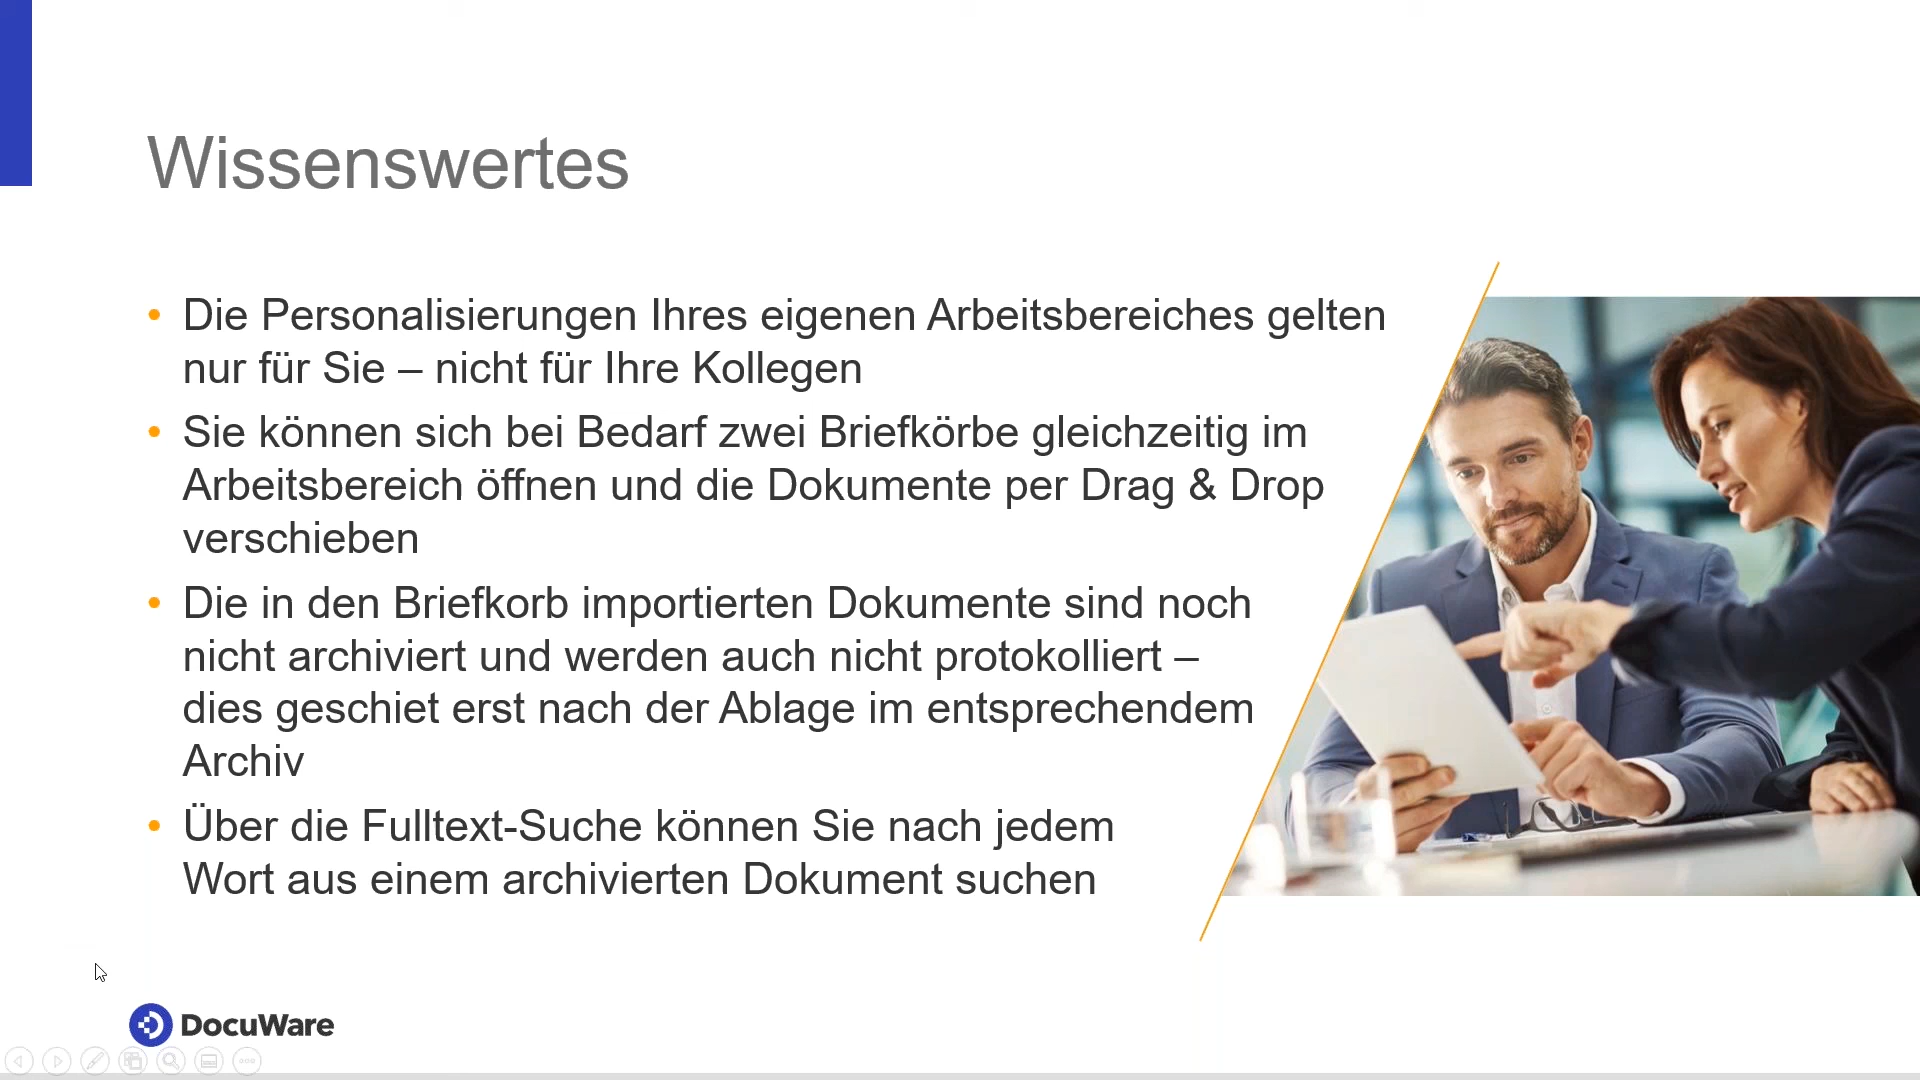 Wissenswertes
• Die Personalisierungen Ihres eigenen Arbeitsbereiches gelten
nur für Sie – nicht für Ihre Kollegen
• Sie können sich bei Bedarf zwei Briefkörbe gleichzeitig im
Arbeitsbereich öffnen und die Dokumente per Drag & Drop
verschieben
• Die in den Briefkorb importierten Dokumente sind noch
nicht archiviert und werden auch nicht protokolliert –
dies geschiet erst nach der Ablage im entsprechendem
Archiv
• Über die Fulltext-Suche können Sie nach jedem
Wort aus einem archivierten Dokument suchen
DocuWare